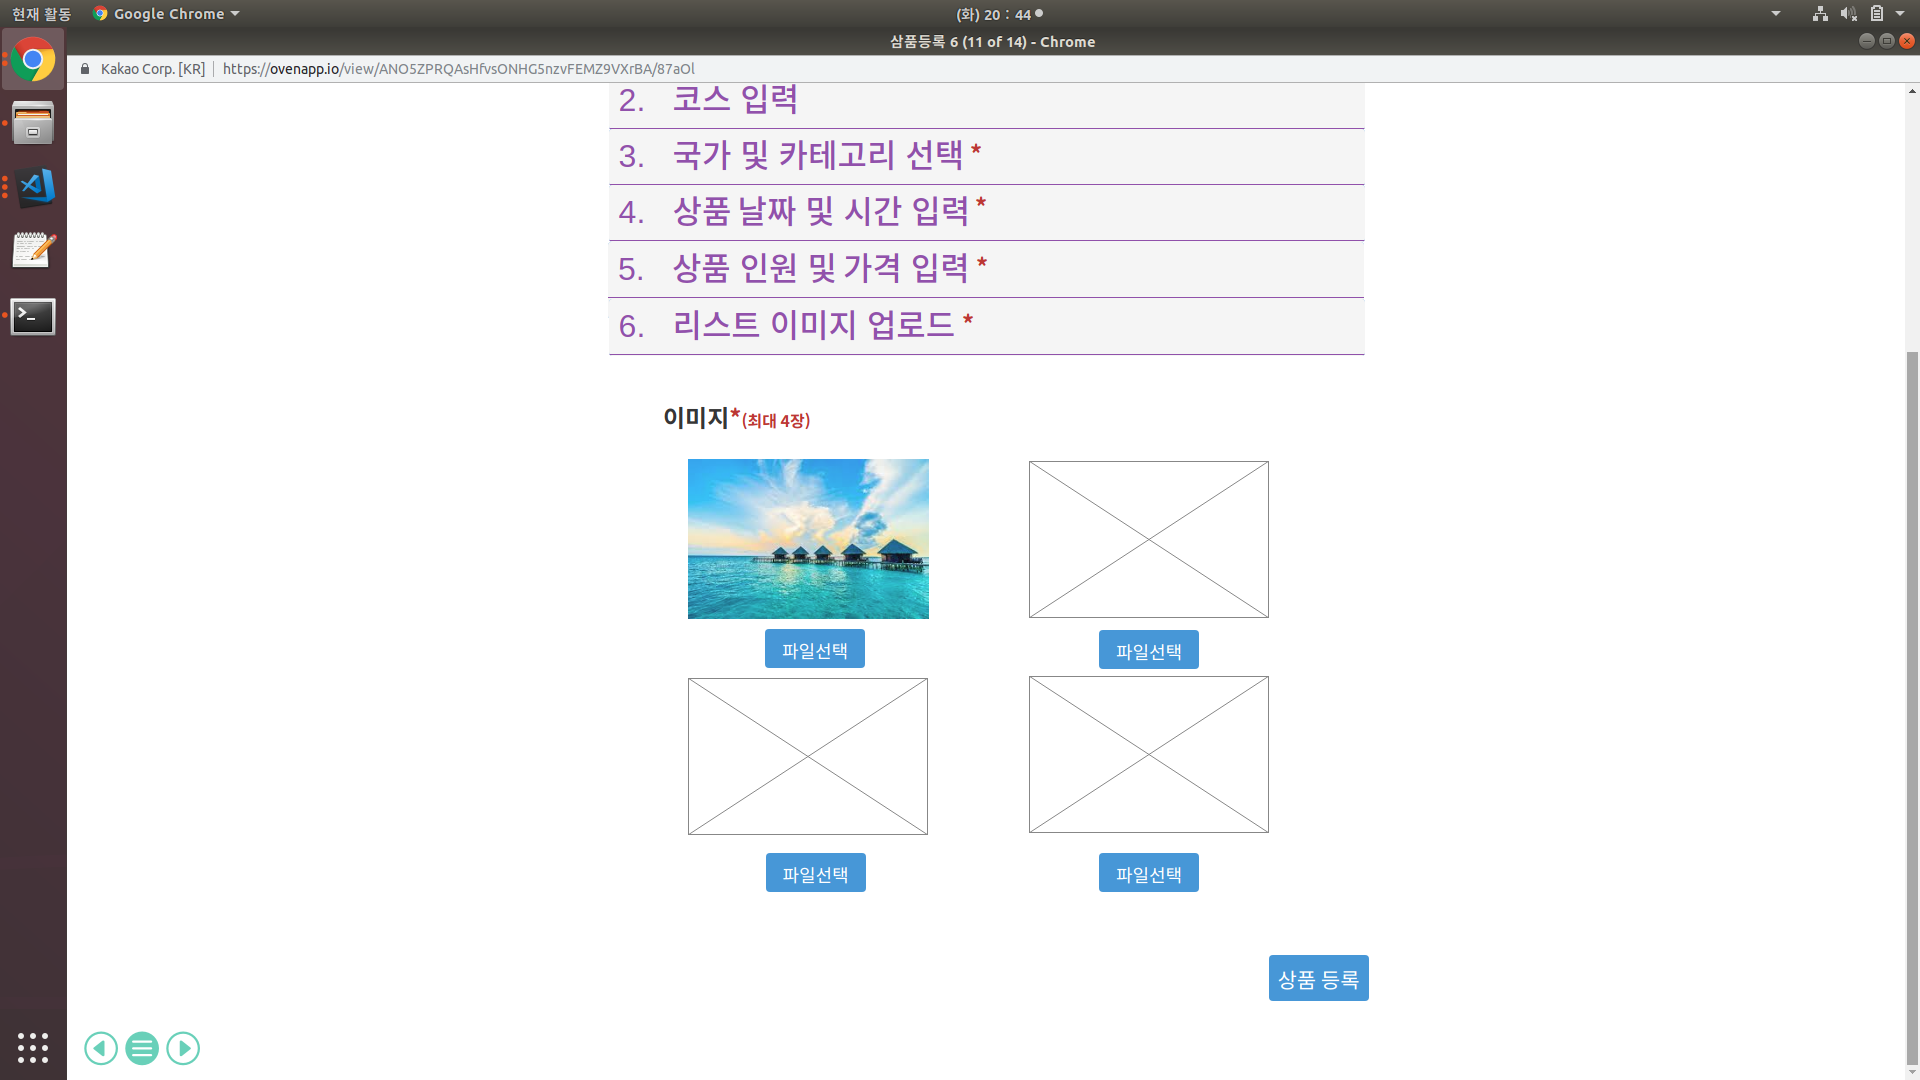 현재 활동
Google Chrome
(화) 20 : 44
삼품등록 6 (11 of 14) - Chrome
Kakao Corp. [KR]
https://ovenapp.io/view/ANO5ZPRQAsHfvsONHG5nzvFEMZ9VXrBA/87aOl
2. 코스 입력
3. 국가 및 카테고리 선택 *
4. 상품 날짜 및 시간 입력 *
5. 상품 인원 및 가격 입력 *
6. 리스트 이미지 업로드 *
이미지*(최대 4장)
파일선택
파일선택
파일선택
파일선택
상품 등록